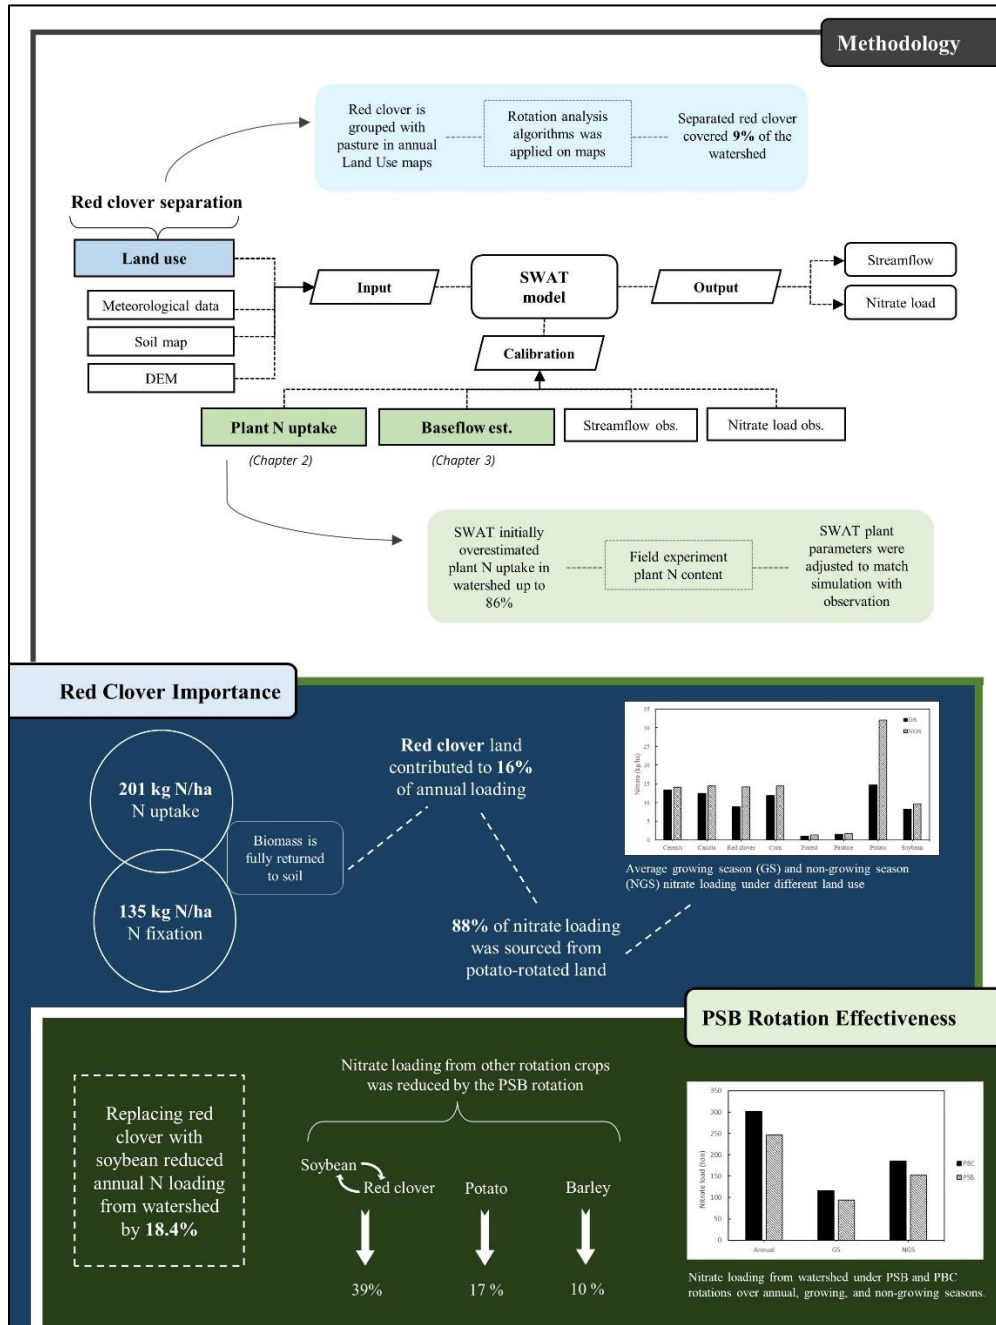 Methodology
Red clover is
grouped with
pasture in annual
Land Use maps
Rotation analysis
algorithms was
applied on maps
Separated red clover
covered 9% of the
watershed
Red clover separation
Land use
Meteorological data
Soil map
DEM
Input
SWAT
model
Output
Streamflow
Nitrate load
Calibration
Plant N uptake
Baseflow est.
Streamflow obs.
Nitrate load obs.
(Chapter 2)
(Chapter 3)
SWAT initially
overestimated
plant N uptake in
watershed up to
86%
Field experiment
plant N content
SWAT plant
parameters were
adjusted to match
simulation with
observation
Red Clover Importance
201 kg N/ha
N uptake
Biomass is
fully returned
to soil
135 kg N/ha
N fixation
Red clover land
contributed to 16%
of annual loading
88% of nitrate loading
was sourced from
potato-rotated land
Nitrate (kg/ha)
35
30
25
20
15
10
5
0
GS
NGS
Cereals
Canola
Red clover
Corn
Forest
Pasture
Potato
Soybean
Average growing season (GS) and non-growing season
(NGS) nitrate loading under different land use
PSB Rotation Effectiveness
Replacing red
clover with
soybean reduced
annual N loading
from watershed
by 18.4%
Nitrate loading from other rotation crops
was reduced by the PSB rotation
Soybean
Red clover
Potato
Barley
39%
17 %
10 %
Nitrate load (ton)
350
300
250
200
150
100
50
0
PBC
PSB
Annual
GS
NGS
Nitrate loading from watershed under PSB and PBC
rotations over annual, growing, and non-growing seasons.